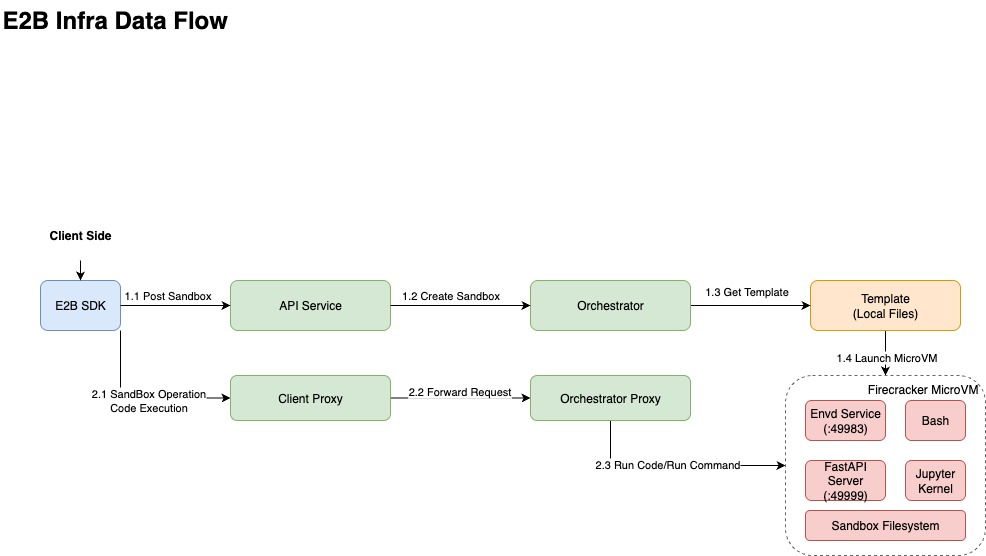 E2B Infra Data Flow
Client Side
E2B SDK
1.1 Post Sandbox
API Service
1.2 Create Sandbox
Orchestrator
1.3 Get Template
Template
(Local Files)
1.4 Launch MicroVM
2.1 SandBox Operation
Code Execution
Client Proxy
2.2 Forward Request
Orchestrator Proxy
2.3 Run Code/Run Command
Firecracker MicroVM
Envd Service
(:49983)
Bash
FastAPI
Server
(:49999)
Jupyter
Kernel
Sandbox Filesystem